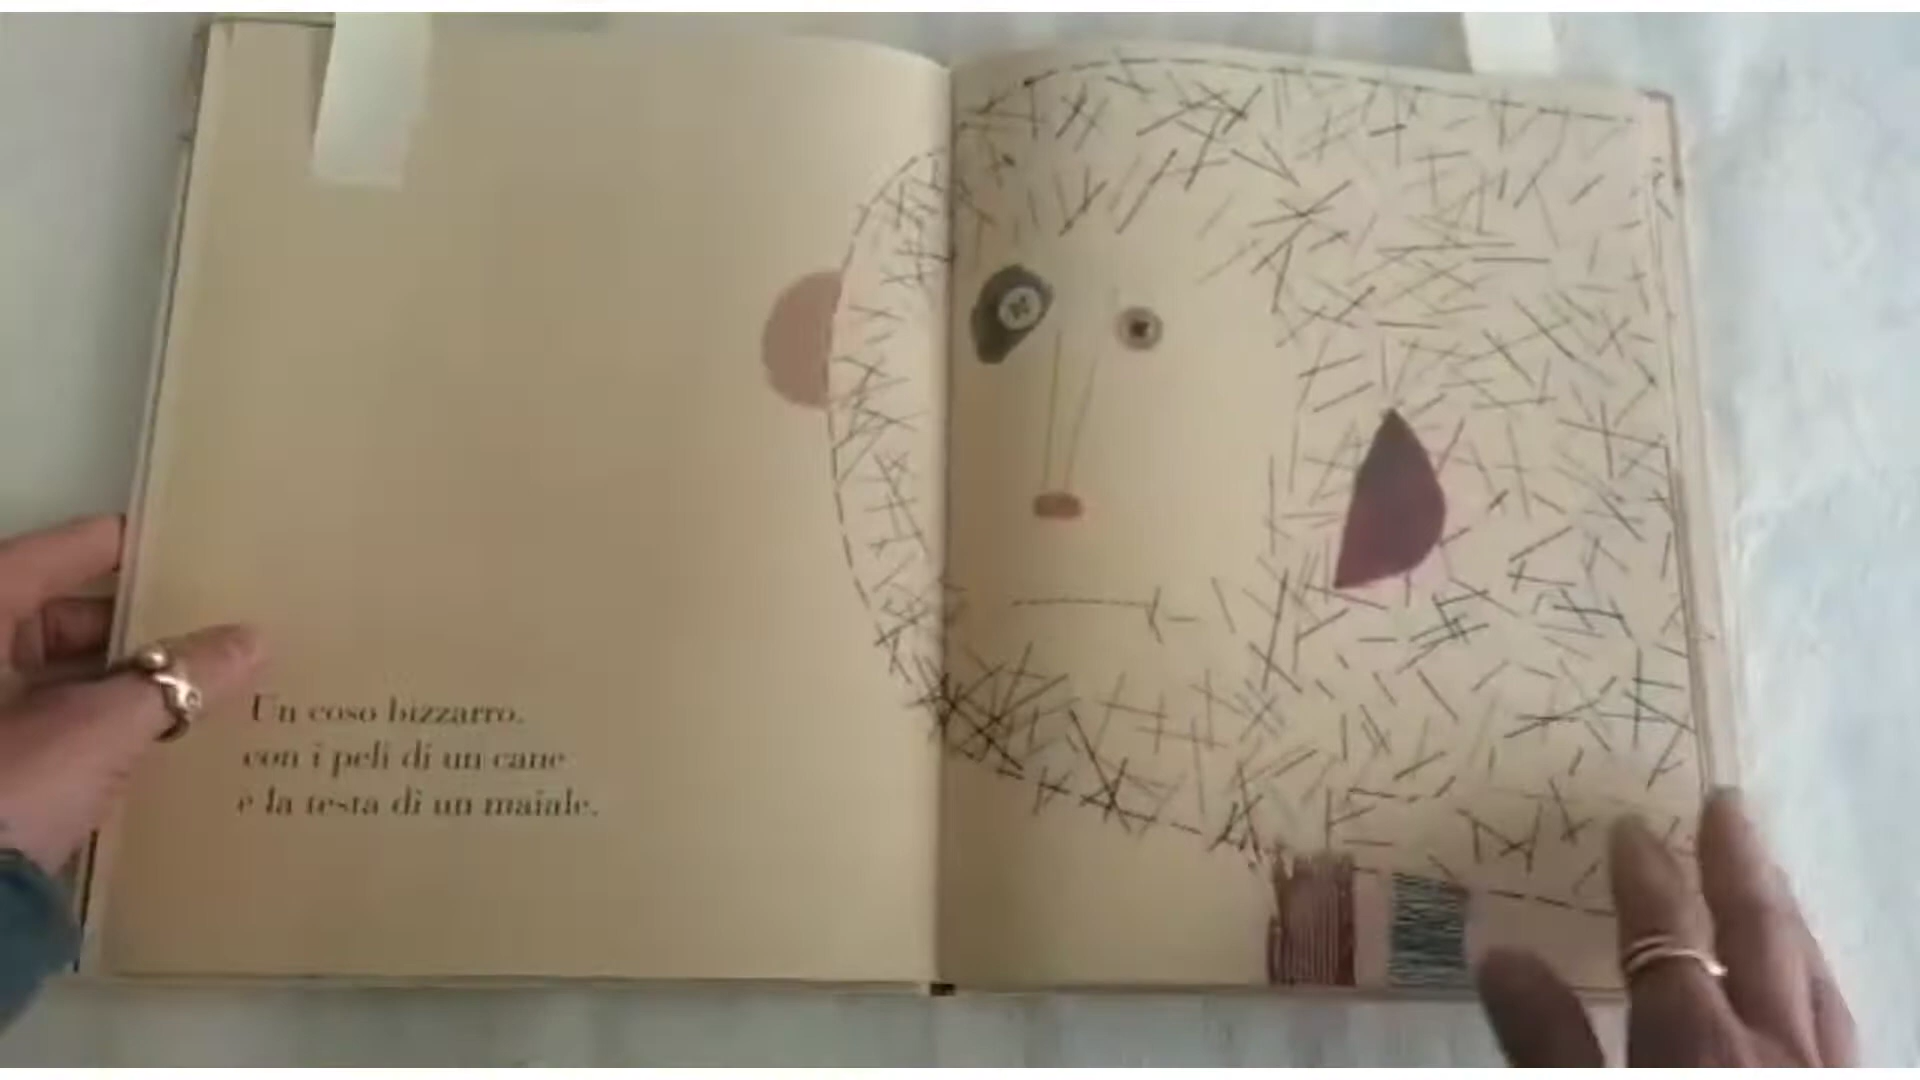 Un coso bizzarro,
con i peli di un cane
e la testa di un maiale.